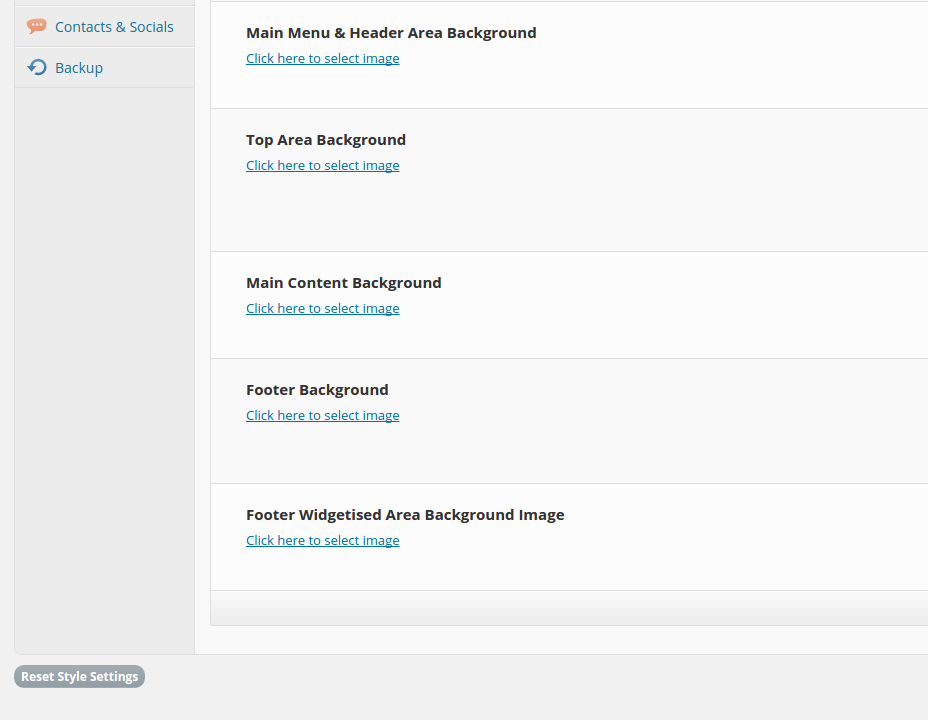 Contacts & Socials
Backup
Main Menu & Header Area Background
Click here to select image
Top Area Background
Click here to select image
Main Content Background
Click here to select image
Footer Background
Click here to select image
Footer Widgetised Area Background Image
Click here to select image
Reset Style Settings